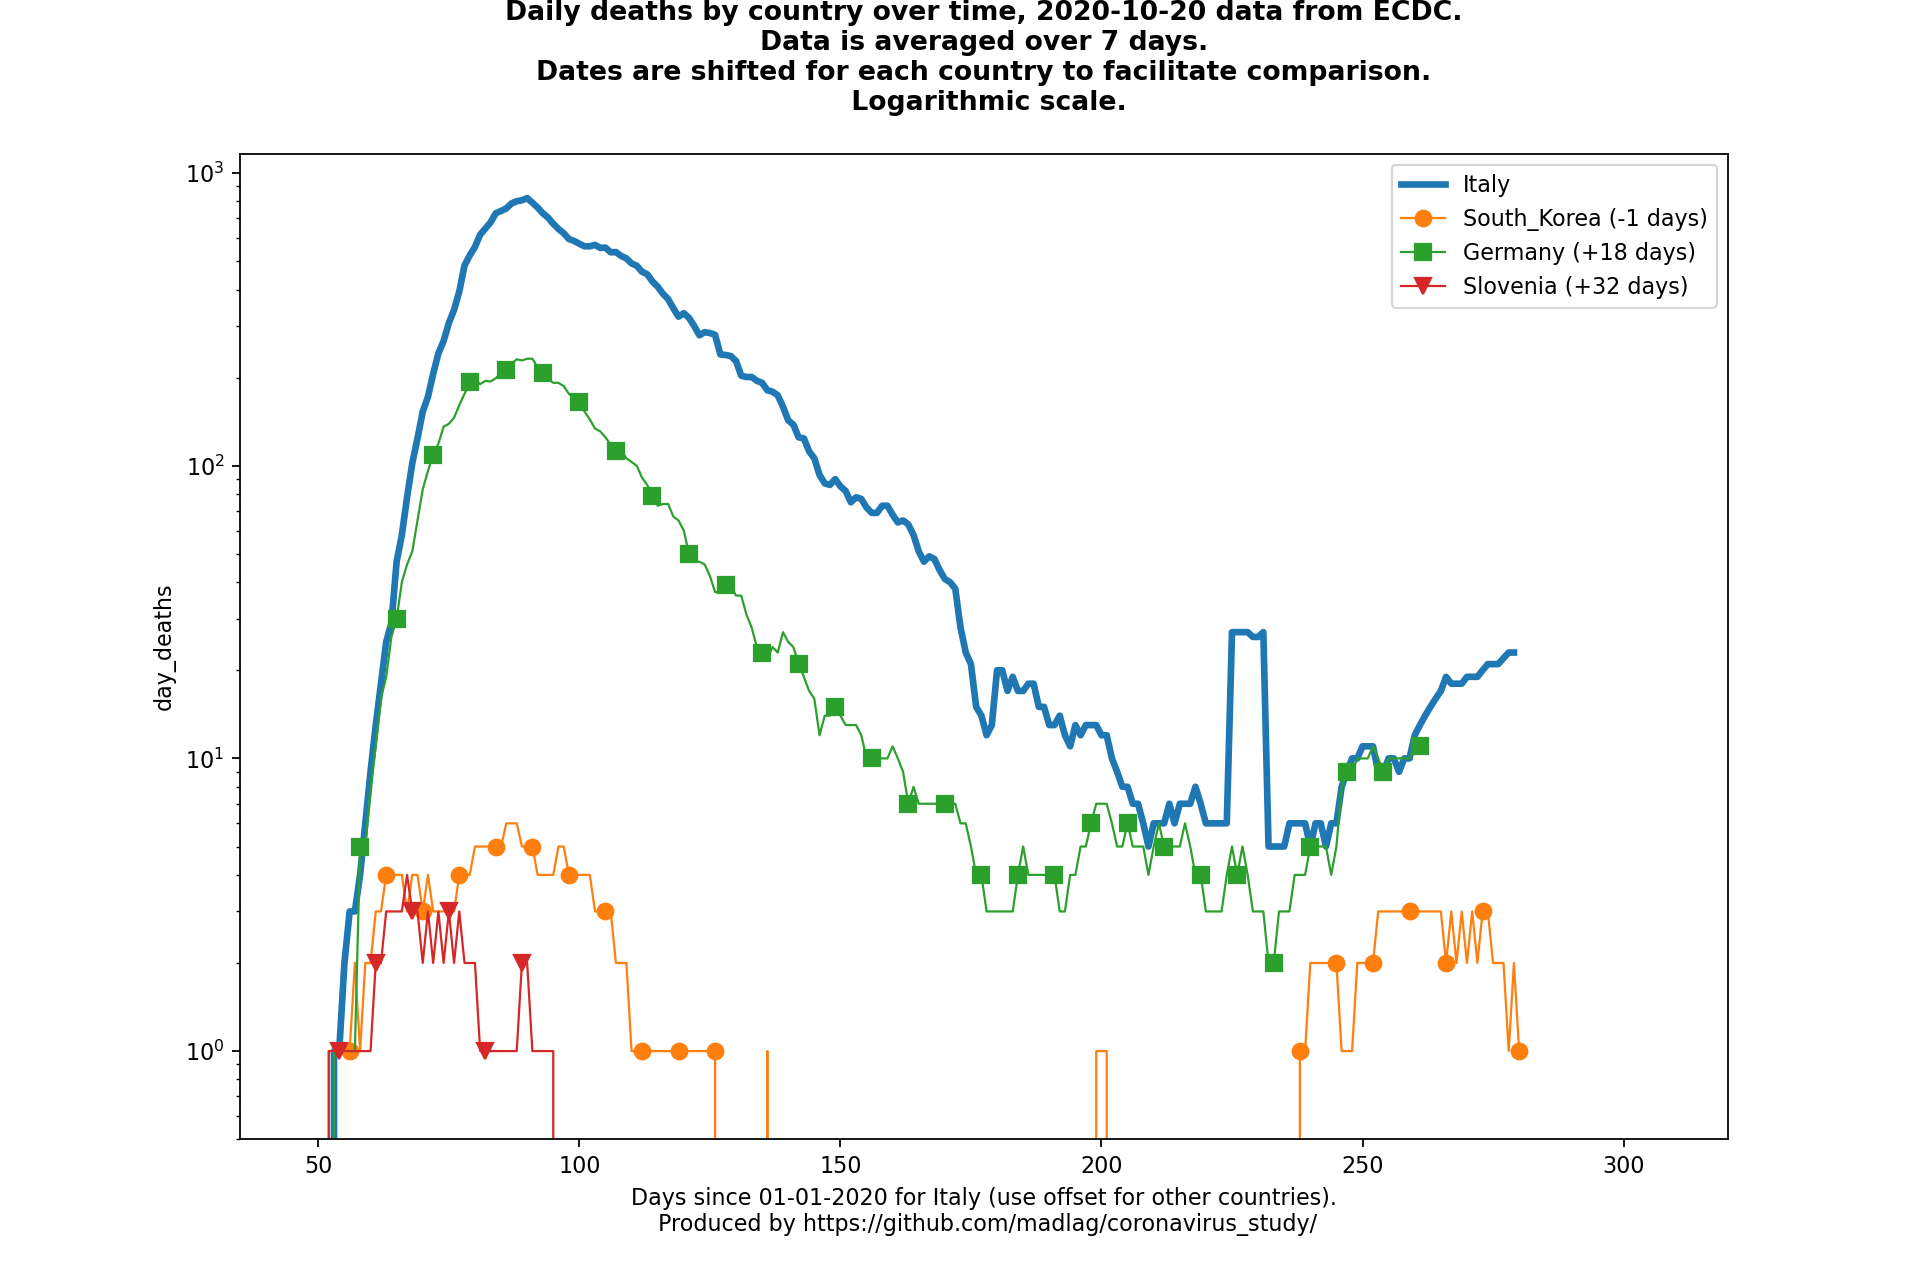 Daily deaths by country over time, 2020-10-20 data from ECDC.
Data is averaged over 7 days.
Dates are shifted for each country to facilitate comparison.
Logarithmic scale.
10³
10²
10¹
10⁰
day_deaths
Italy
South_Korea (-1 days)
Germany (+18 days)
Slovenia (+32 days)
50 100 150 200 250 300
Days since 01-01-2020 for Italy (use offset for other countries).
Produced by https://github.com/madlag/coronavirus_study/